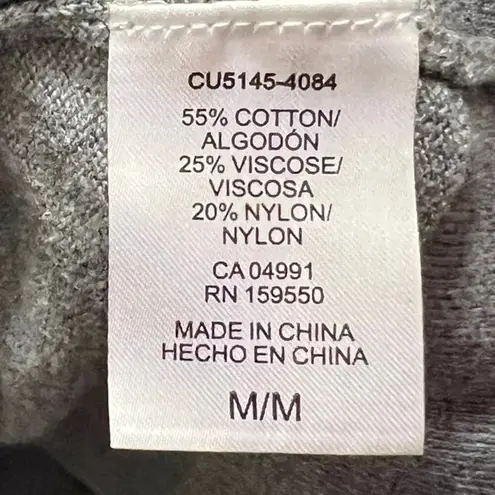 CU5145-4084
55% COTTON/
ALGODÓN
25% VISCOSE/
VISCOSA
20% NYLON/
NYLON
CA 04991
RN 159550
MADE IN CHINA
HECHO EN CHINA
M/M